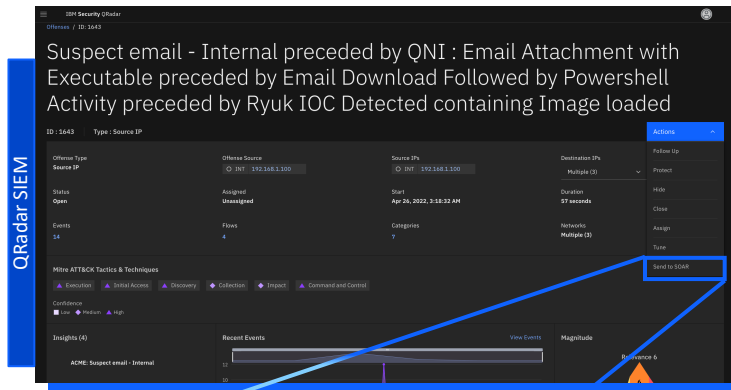 IBM Security QRadar
Offenses / ID: 1643
Suspect email - Internal preceded by QNI : Email Attachment with
Executable preceded by Email Download Followed by Powershell
Activity preceded by Ryuk IOC Detected containing Image loaded
ID : 1643 Type : Source IP
Actions
Follow Up
Protect
Hide
Close
Assign
Tune
Send to SOAR
Offense Type
Source IP
Offense Source
INT 192.168.1.100
Source IPs
INT 192.168.1.100
Destination IPs
Multiple (3)
Status
Open
Assigned
Unassigned
Start
Apr 26, 2022, 3:18:32 AM
Duration
57 seconds
Events
14
Flows
4
Categories
7
Networks
Multiple (3)
Mitre ATT&CK Tactics & Techniques
Execution Initial Access Discovery Collection Impact Command and Control
Confidence
Low Medium High
Insights (4)
ACME: Suspect email - Internal
Recent Events
View Events
12
10
Magnitude
Relevance 6
QRadar SIEM